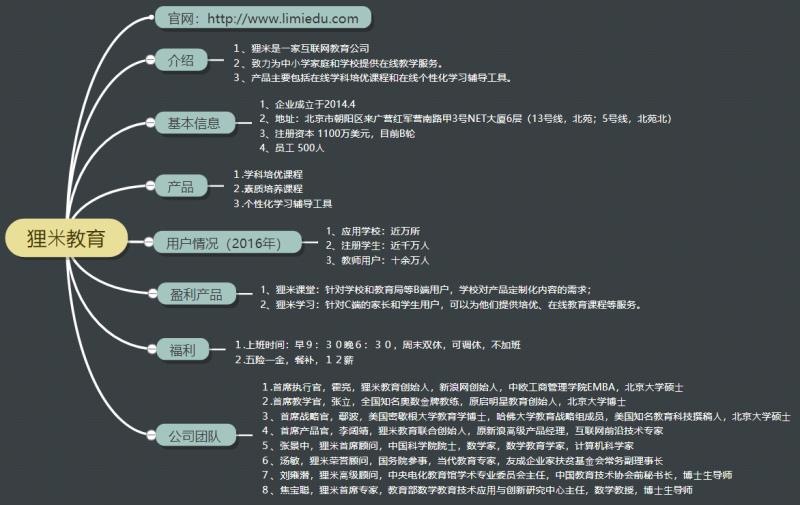 狸米教育
官网：http://www.limiedu.com
介绍
1、狸米是一家互联网教育公司
2、致力为中小学家庭和学校提供在线教学服务。
3、产品主要包括在线学科培优课程和在线个性化学习辅导工具。
基本信息
1、企业成立于2014.4
2、地址：北京市朝阳区来广营红军营南路甲3号NET大厦6层（13号线，北苑；5号线，北苑北）
3、注册资本 1100万美元，目前B轮
4、员工 500人
产品
1.学科培优课程
2.素质培养课程
3.个性化学习辅导工具
用户情况（2016年）
1、应用学校：近万所
2、注册学生：近千万人
3、教师用户：十余万人
盈利产品
1、狸米课堂：针对学校和教育局等B端用户，学校对产品定制化内容的需求；
2、狸米学习：针对C端的家长和学生用户，可以为他们提供培优、在线教育课程等服务。
福利
1.上班时间：早９：３０晚６：３０，周末双休，可调休，不加班
2.五险一金，餐补，１２薪
公司团队
1.首席执行官，霍亮，狸米教育创始人，新浪网创始人，中欧工商管理学院EMBA，北京大学硕士
2.首席教学官，张立，全国知名奥数金牌教练，原启明星教育创始人，北京大学博士
3、首席战略官，鄢波，美国密歇根大学教育学博士，哈佛大学教育战略组成员，美国知名教育科技撰稿人，北京大学硕士
4、首席产品官，李阔靖，狸米教育联合创始人，原新浪高级产品经理，互联网前沿技术专家
5、张景中，狸米首席顾问，中国科学院院士，数学家，数学教育学家，计算机科学家
6、汤敏，狸米荣誉顾问，国务院参事，当代教育专家，友成企业家扶贫基金会常务副理事长
7、刘雍潜，狸米高级顾问，中央电化教育馆学术专业委员会主任，中国教育技术协会前秘书长，博士生导师
8、焦宝聪，狸米首席专家，教育部数学教育技术应用与创新研究中心主任，数学教授，博士生导师